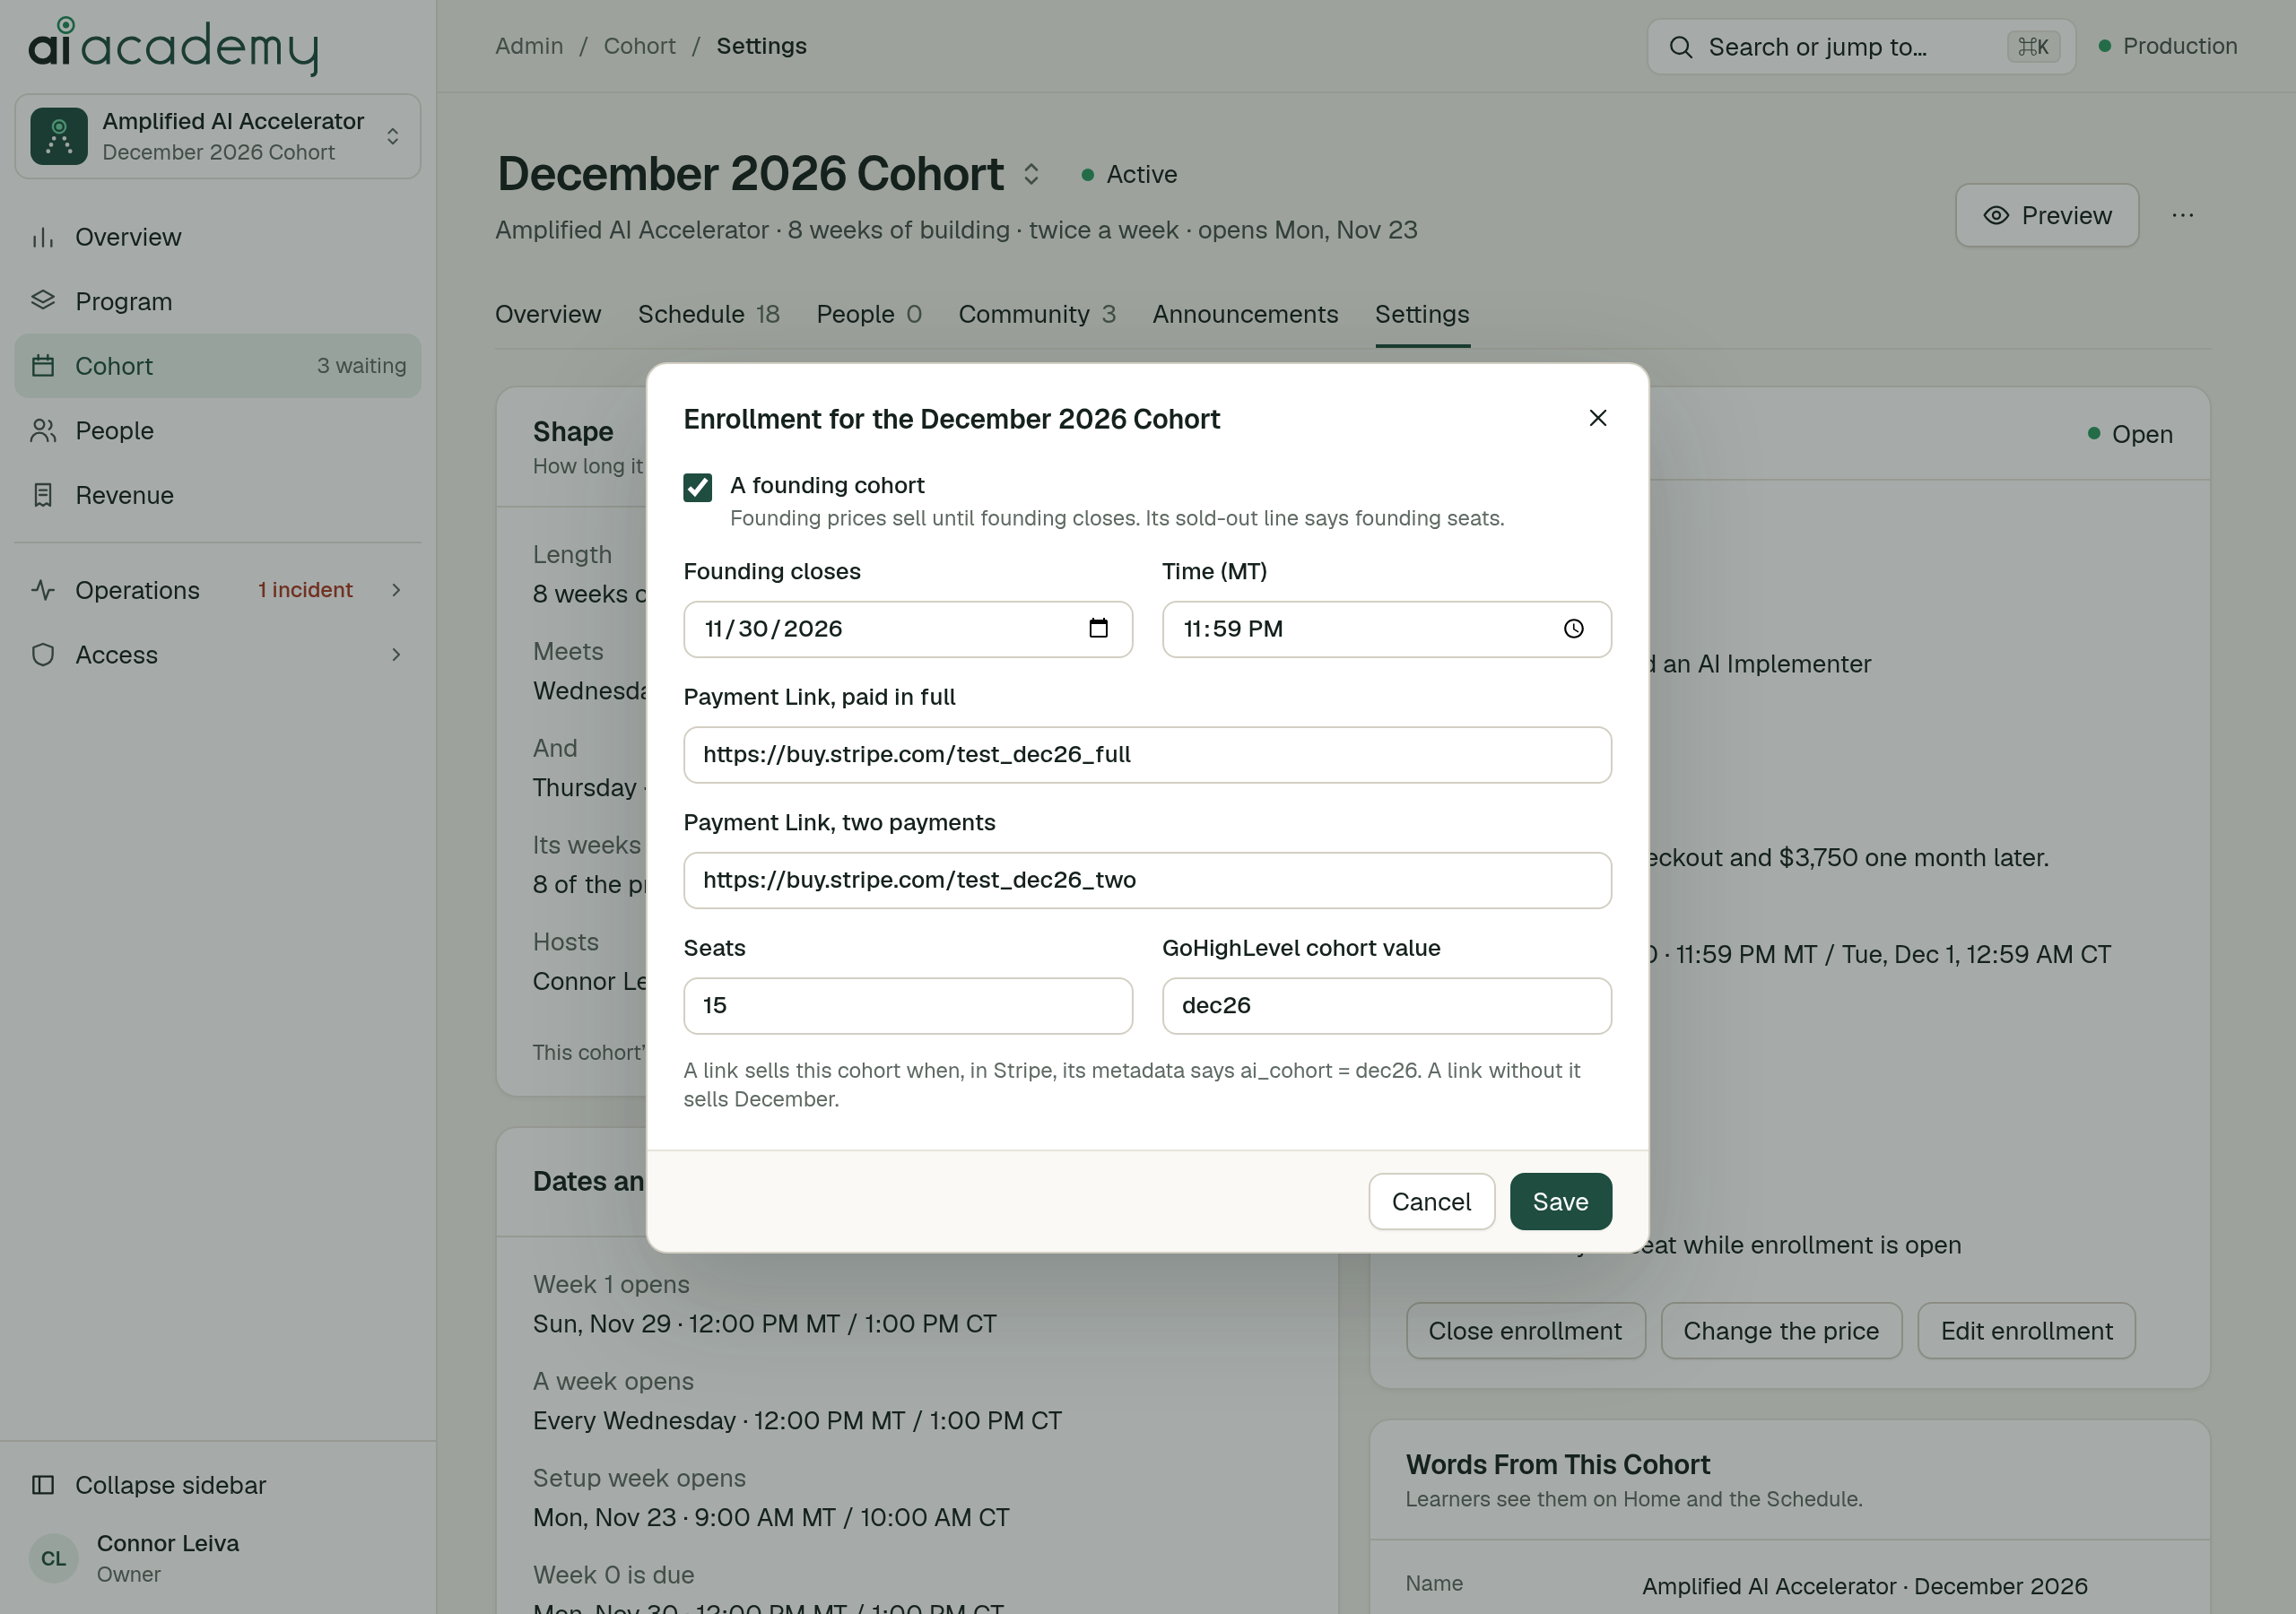 ai academy
Amplified AI Accelerator
December 2026 Cohort
Overview
Program
Cohort 3 waiting
People
Revenue
Operations 1 incident
Access
Collapse sidebar
CL
Connor Leiva
Owner
Admin / Cohort / Settings
Search or jump to… ⌘K
Production
December 2026 Cohort
Active
Amplified AI Accelerator · 8 weeks of building · twice a week · opens Mon, Nov 23
Preview
Overview Schedule 18 People 0 Community 3 Announcements Settings
Shape
How long it
Length
8 weeks
Meets
And
Thursday ·
Its weeks
8 of the
Hosts
Connor
This cohort’
Enrollment for the December 2026 Cohort
A founding cohort
Founding prices sell until founding closes. Its sold-out line says founding seats.
Founding closes
11/30/2026
Time (MT)
11:59 PM
Payment Link, paid in full
https://buy.stripe.com/test_dec26_full
Payment Link, two payments
https://buy.stripe.com/test_dec26_two
Seats
15
GoHighLevel cohort value
dec26
A link sells this cohort when, in Stripe, its metadata says ai_cohort = dec26. A link without it
sells December.
Cancel
Save
Open
an AI Implementer
and $3,750 one month later.
· 11:59 PM MT / Tue, Dec 1, 12:59 AM CT
while enrollment is open
Close enrollment
Change the price
Edit enrollment
Dates
Week 1 opens
Sun, Nov 29 · 12:00 PM MT / 1:00 PM CT
A week opens
Every Wednesday · 12:00 PM MT / 1:00 PM CT
Setup week opens
Mon, Nov 23 · 9:00 AM MT / 10:00 AM CT
Week 0 is due
Mon, Nov 30 · 12:00 PM MT / 1:00 PM CT
Words From This Cohort
Learners see them on Home and the Schedule.
Name
Amplified AI Accelerator · December 2026